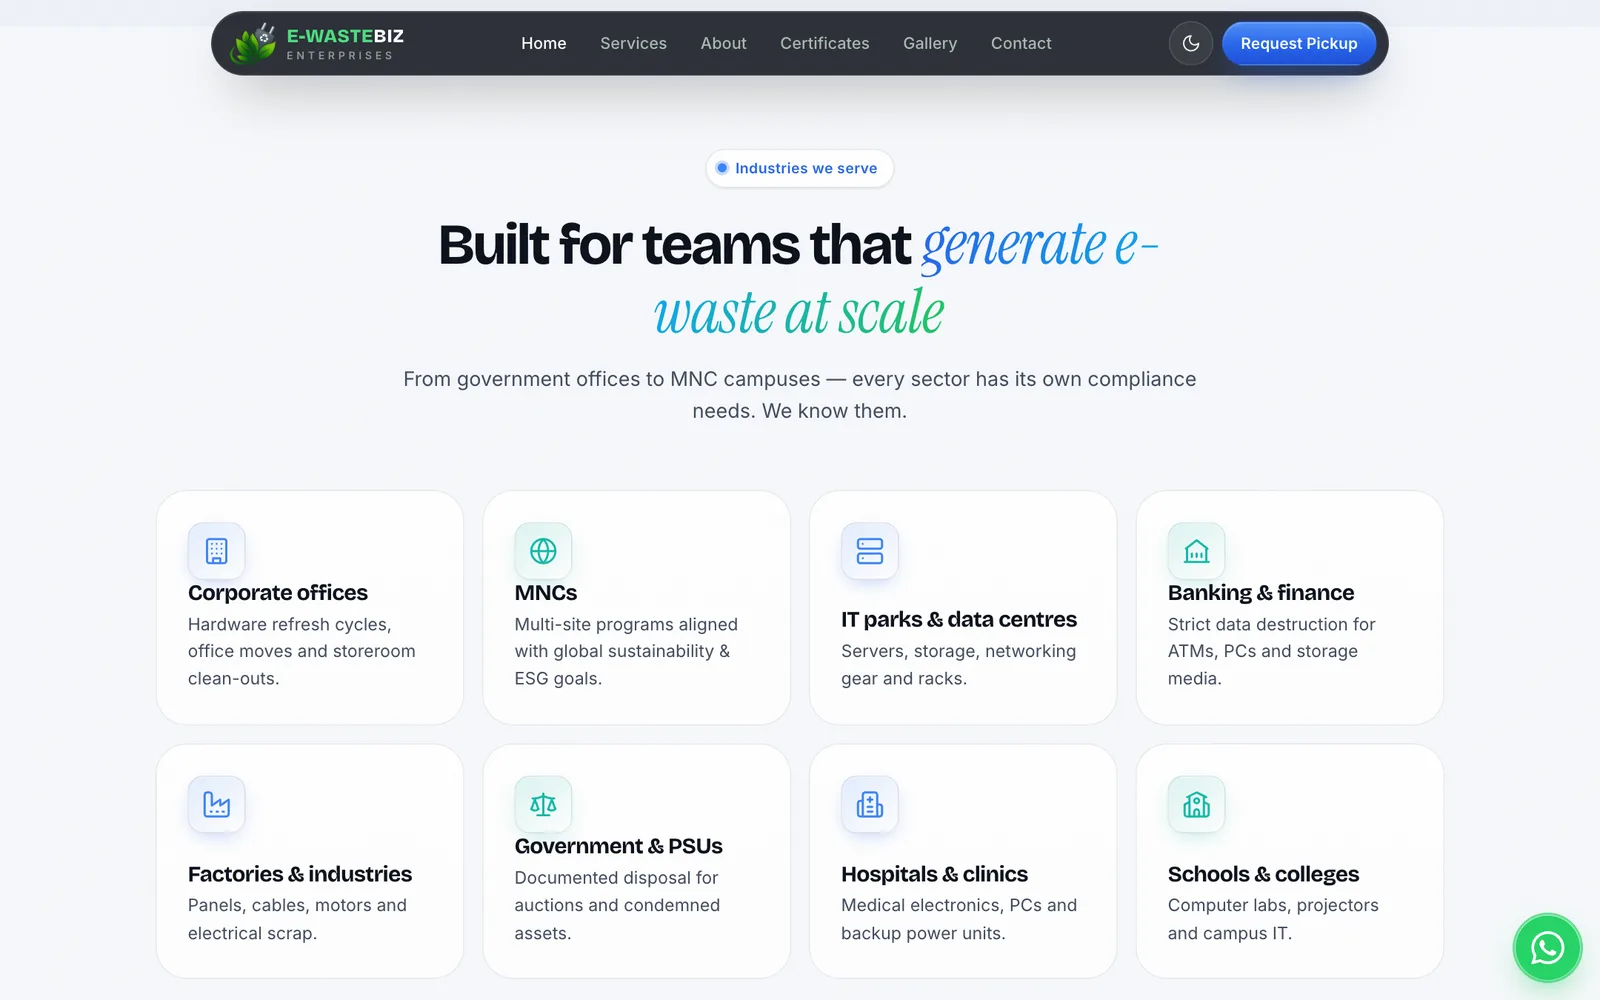 E-WASTEBIZ
ENTERPRISES
Home
Services
About
Certificates
Gallery
Contact
Request Pickup
Industries we serve
Built for teams that generate e-
waste at scale
From government offices to MNC campuses — every sector has its own compliance
needs. We know them.
Corporate offices
Hardware refresh cycles,
office moves and storeroom
clean-outs.
MNCs
Multi-site programs aligned
with global sustainability &
ESG goals.
IT parks & data centres
Servers, storage, networking
gear and racks.
Banking & finance
Strict data destruction for
ATMs, PCs and storage
media.
Factories & industries
Panels, cables, motors and
electrical scrap.
Government & PSUs
Documented disposal for
auctions and condemned
assets.
Hospitals & clinics
Medical electronics, PCs and
backup power units.
Schools & colleges
Computer labs, projectors
and campus IT.